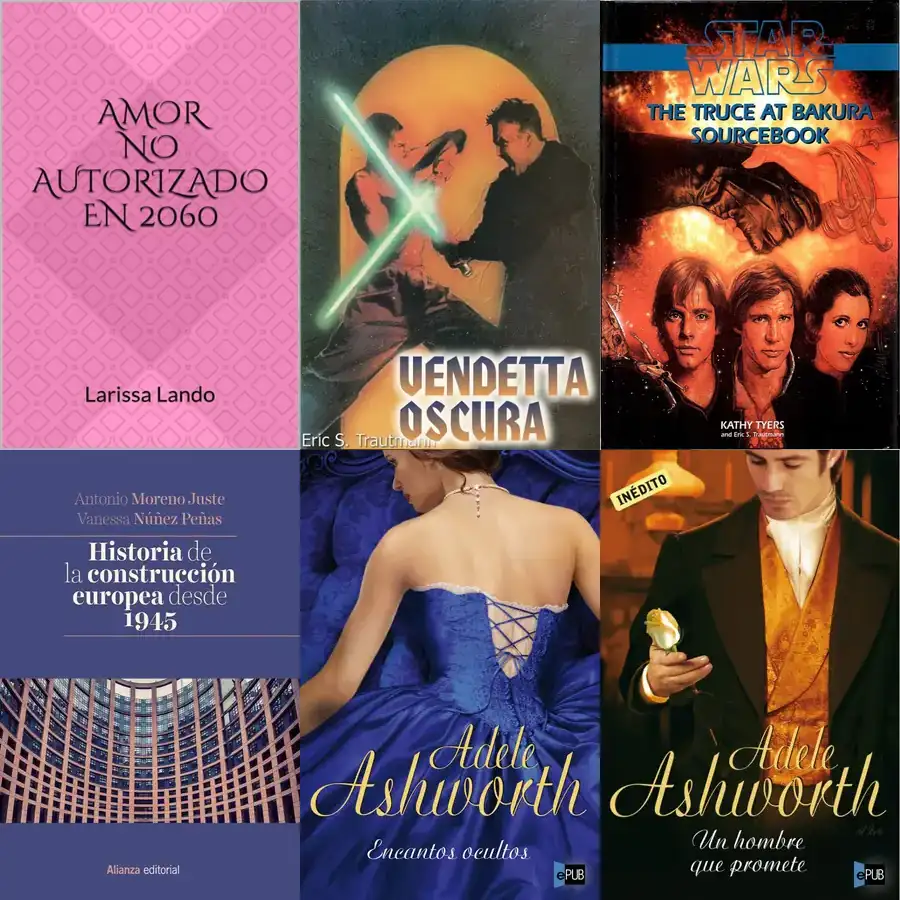 AMOR
NO
AUTORIZADO
EN 2060
Larissa Lando
VENDETTA
OSCURA
Eric S. Trautmann
STAR
WARS
THE TRUCE AT BAKURA
SOURCEBOOK
KATHY TYERS
and Eric S. Trautmann
Antonio Moreno Juste
Vanessa Núñez Peñas
Historia de
la construcción
europea desde
1945
Alianza editorial
Adele
Ashworth
Encantos ocultos
ePUB
INÉDITO
Adele
Ashworth
Un hombre
que promete
ePUB